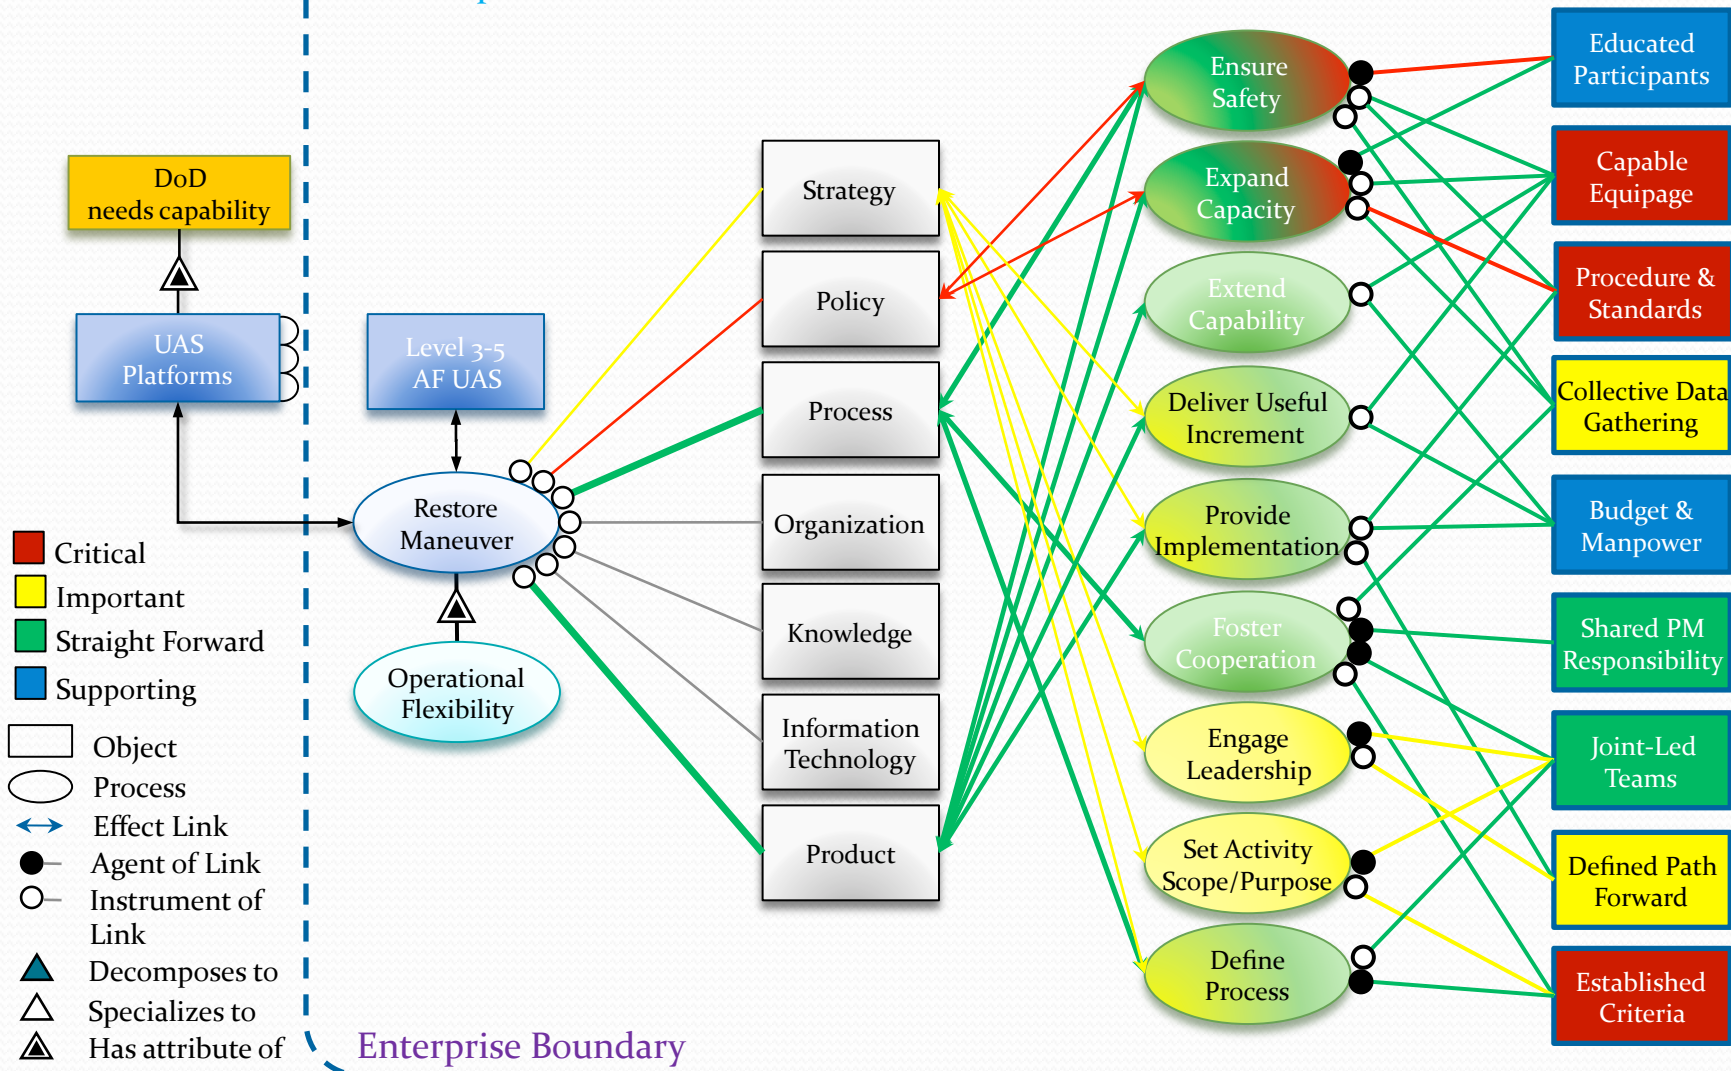 DoD
needs capability
UAS
Platforms
Level 3-5
AF UAS
Restore
Maneuver
Operational
Flexibility
Critical
Important
Straight Forward
Supporting
Object
Process
Effect Link
Agent of Link
Instrument of
Link
Decomposes to
Specializes to
Has attribute of
Enterprise Boundary
Strategy
Policy
Process
Organization
Knowledge
Information
Technology
Product
Ensure
Safety
Expand
Capacity
Extend
Capability
Deliver Useful
Increment
Provide
Implementation
Foster
Cooperation
Engage
Leadership
Set Activity
Scope/Purpose
Define
Process
Educated
Participants
Capable
Equipage
Procedure &
Standards
Collective Data
Gathering
Budget &
Manpower
Shared PM
Responsibility
Joint-Led
Teams
Defined Path
Forward
Established
Criteria